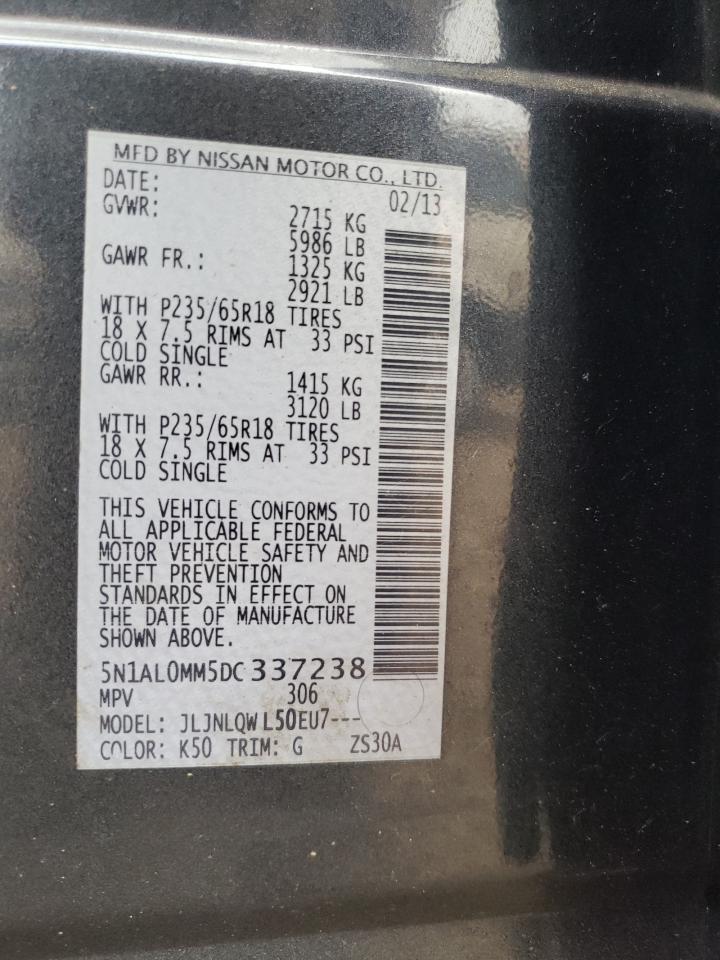 MFD BY NISSAN MOTOR CO., LTD.
DATE: 02/13
GVWR: 2715 KG
5986 LB
GAWR FR.: 1325 KG
2921 LB
WITH P235/65R18 TIRES
18 X 7.5 RIMS AT 33 PSI
COLD SINGLE
GAWR RR.: 1415 KG
3120 LB
WITH P235/65R18 TIRES
18 X 7.5 RIMS AT 33 PSI
COLD SINGLE
THIS VEHICLE CONFORMS TO
ALL APPLICABLE FEDERAL
MOTOR VEHICLE SAFETY AND
THEFT PREVENTION
STANDARDS IN EFFECT ON
THE DATE OF MANUFACTURE
SHOWN ABOVE.
5N1AL0MM5DC337238
MPV 306
MODEL: JLJNLQWL50EU7---
COLOR: K50 TRIM: G ZS30A